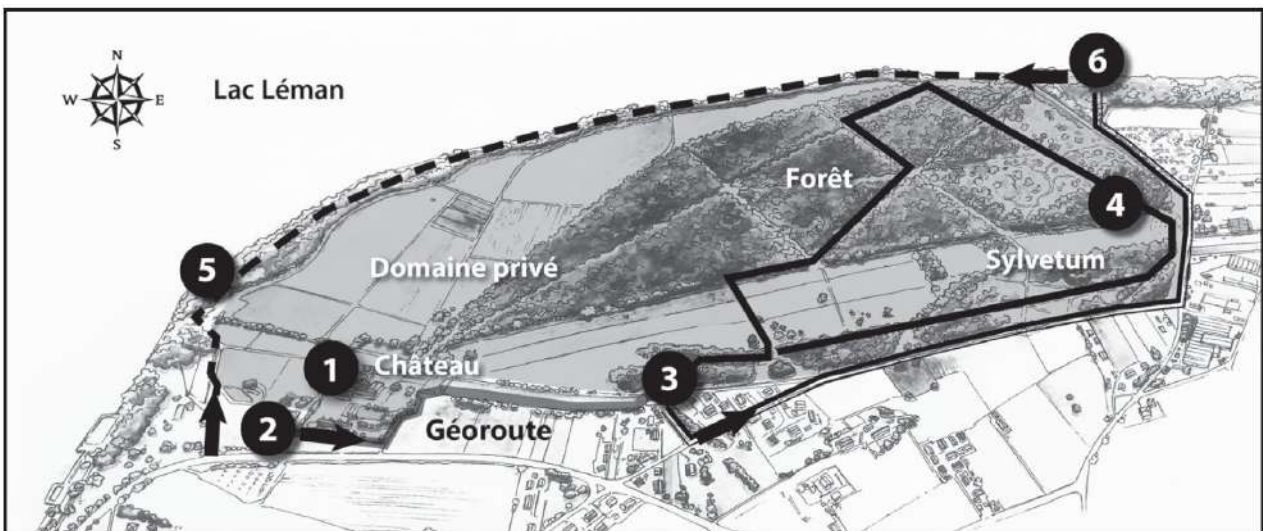 N
W E
S
Lac Léman
6
Forêt
4
5
Domaine privé
Sylvetum
1
Château
3
2
Géoroute